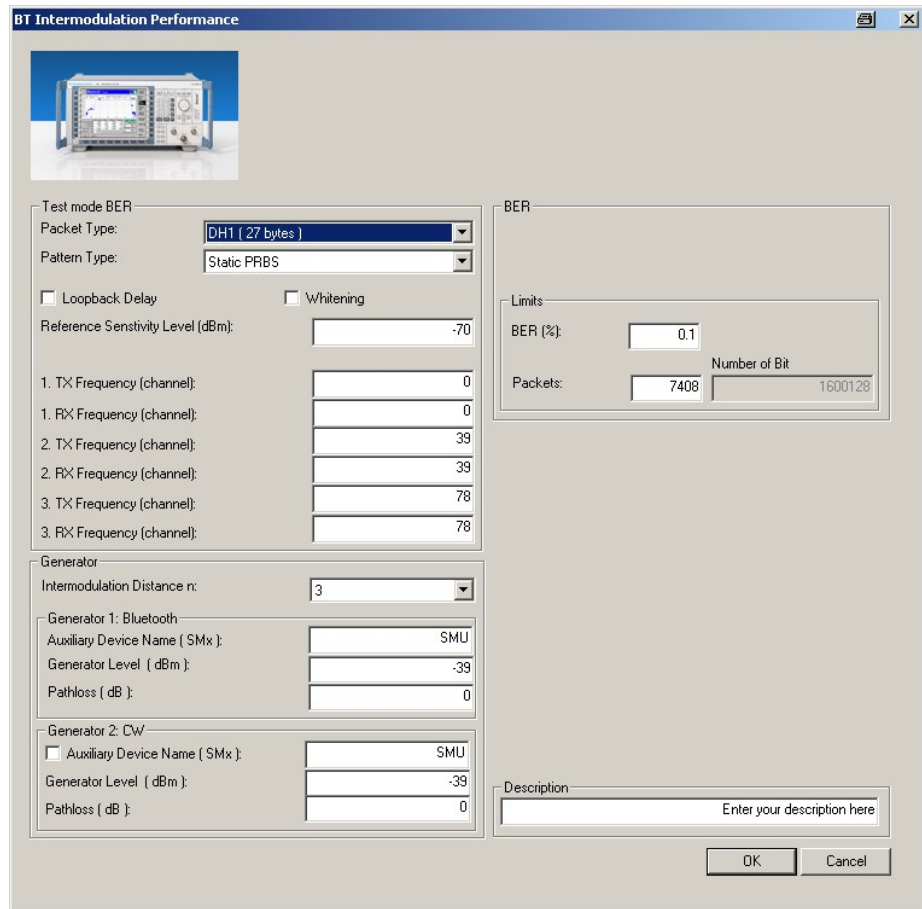 BT Intermodulation Performance
Test mode BER
Packet Type:
DH1 ( 27 bytes )
Pattern Type:
Static PRBS
Loopback Delay
Whitening
Reference Senstivity Level (dBm):
-70
1. TX Frequency (channel):
0
1. RX Frequency (channel):
0
2. TX Frequency (channel):
39
2. RX Frequency (channel):
39
3. TX Frequency (channel):
78
3. RX Frequency (channel):
78
Generator
Intermodulation Distance n:
3
Generator 1: Bluetooth
Auxiliary Device Name ( SMx ):
SMU
Generator Level ( dBm ):
-39
Pathloss ( dB ):
0
Generator 2: CW
Auxiliary Device Name ( SMx ):
SMU
Generator Level ( dBm ):
-39
Pathloss ( dB ):
0
BER
Limits
BER (%):
0.1
Number of Bit
Packets:
7408
1600128
Description
Enter your description here
OK
Cancel